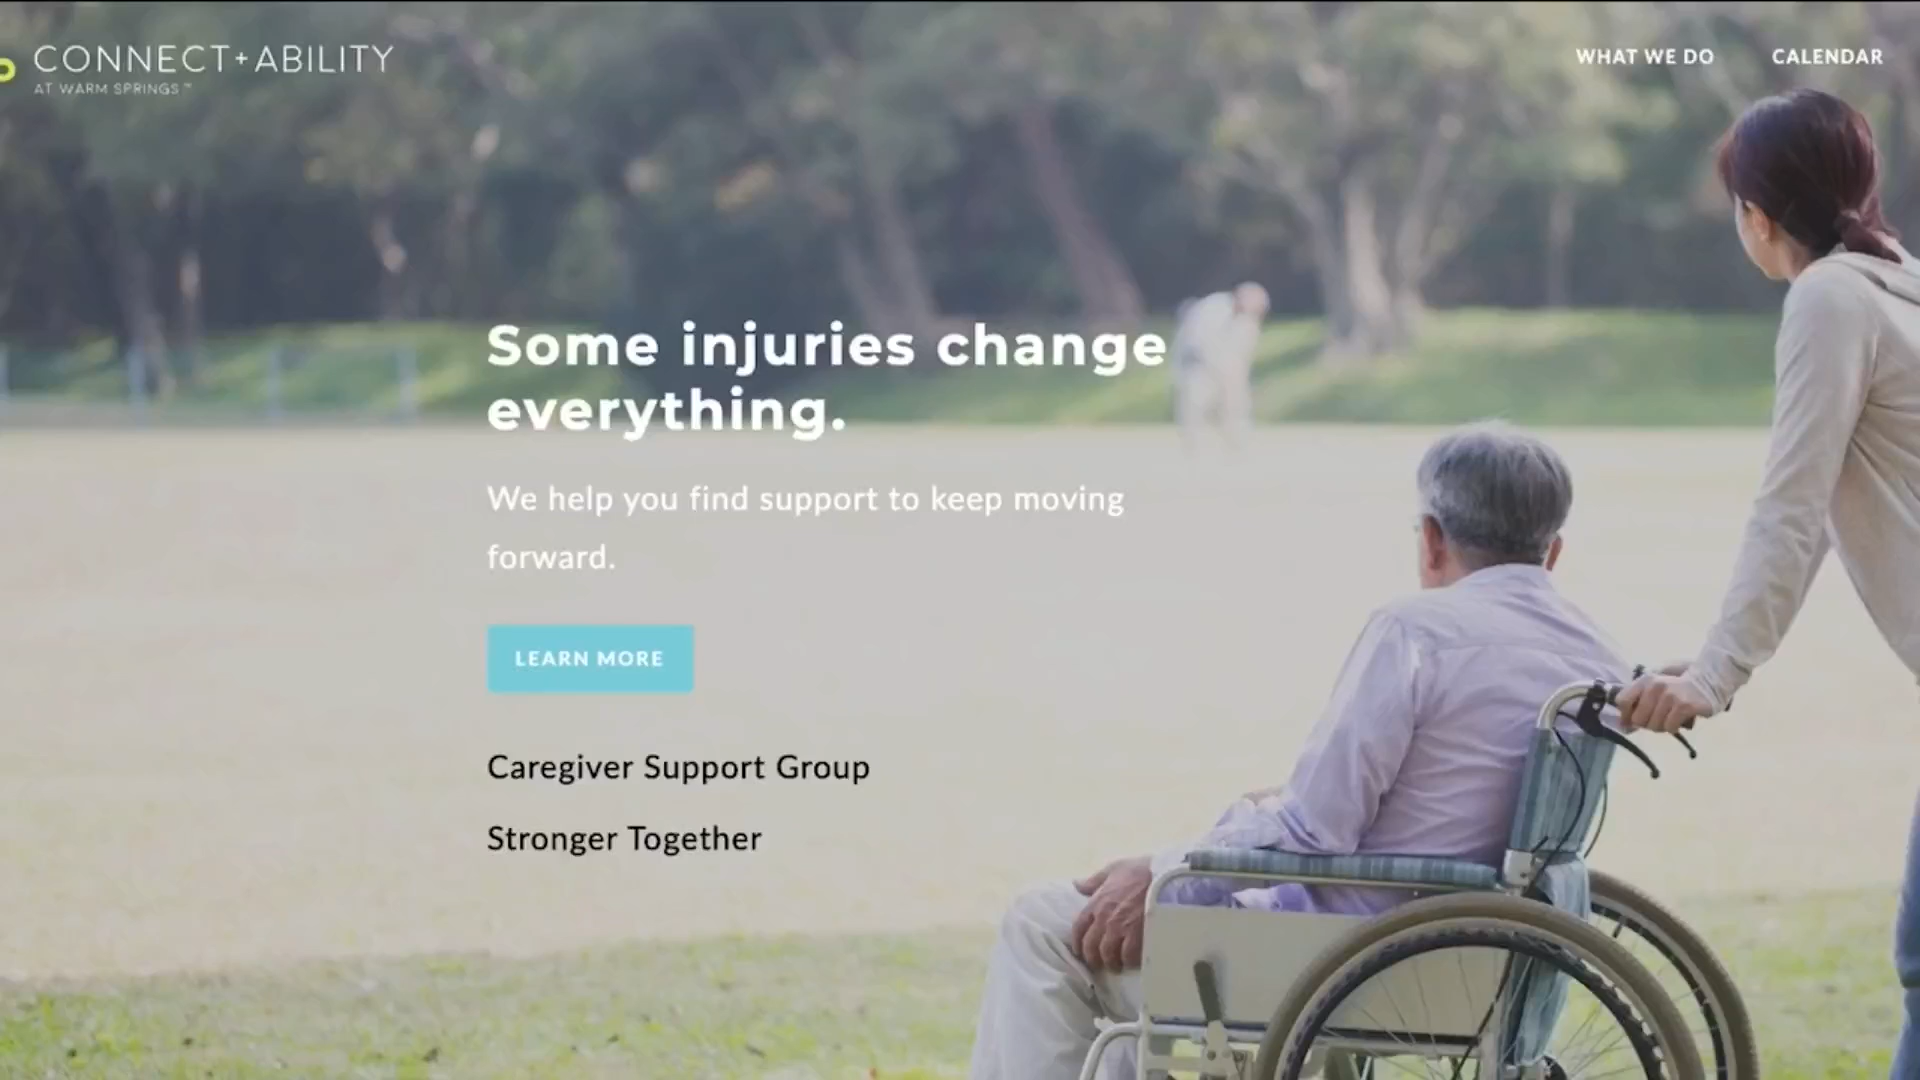 CONNECT+ABILITY
AT WARM SPRINGS™
WHAT WE DO
CALENDAR
Some injuries change
everything.
We help you find support to keep moving
forward.
LEARN MORE
Caregiver Support Group
Stronger Together